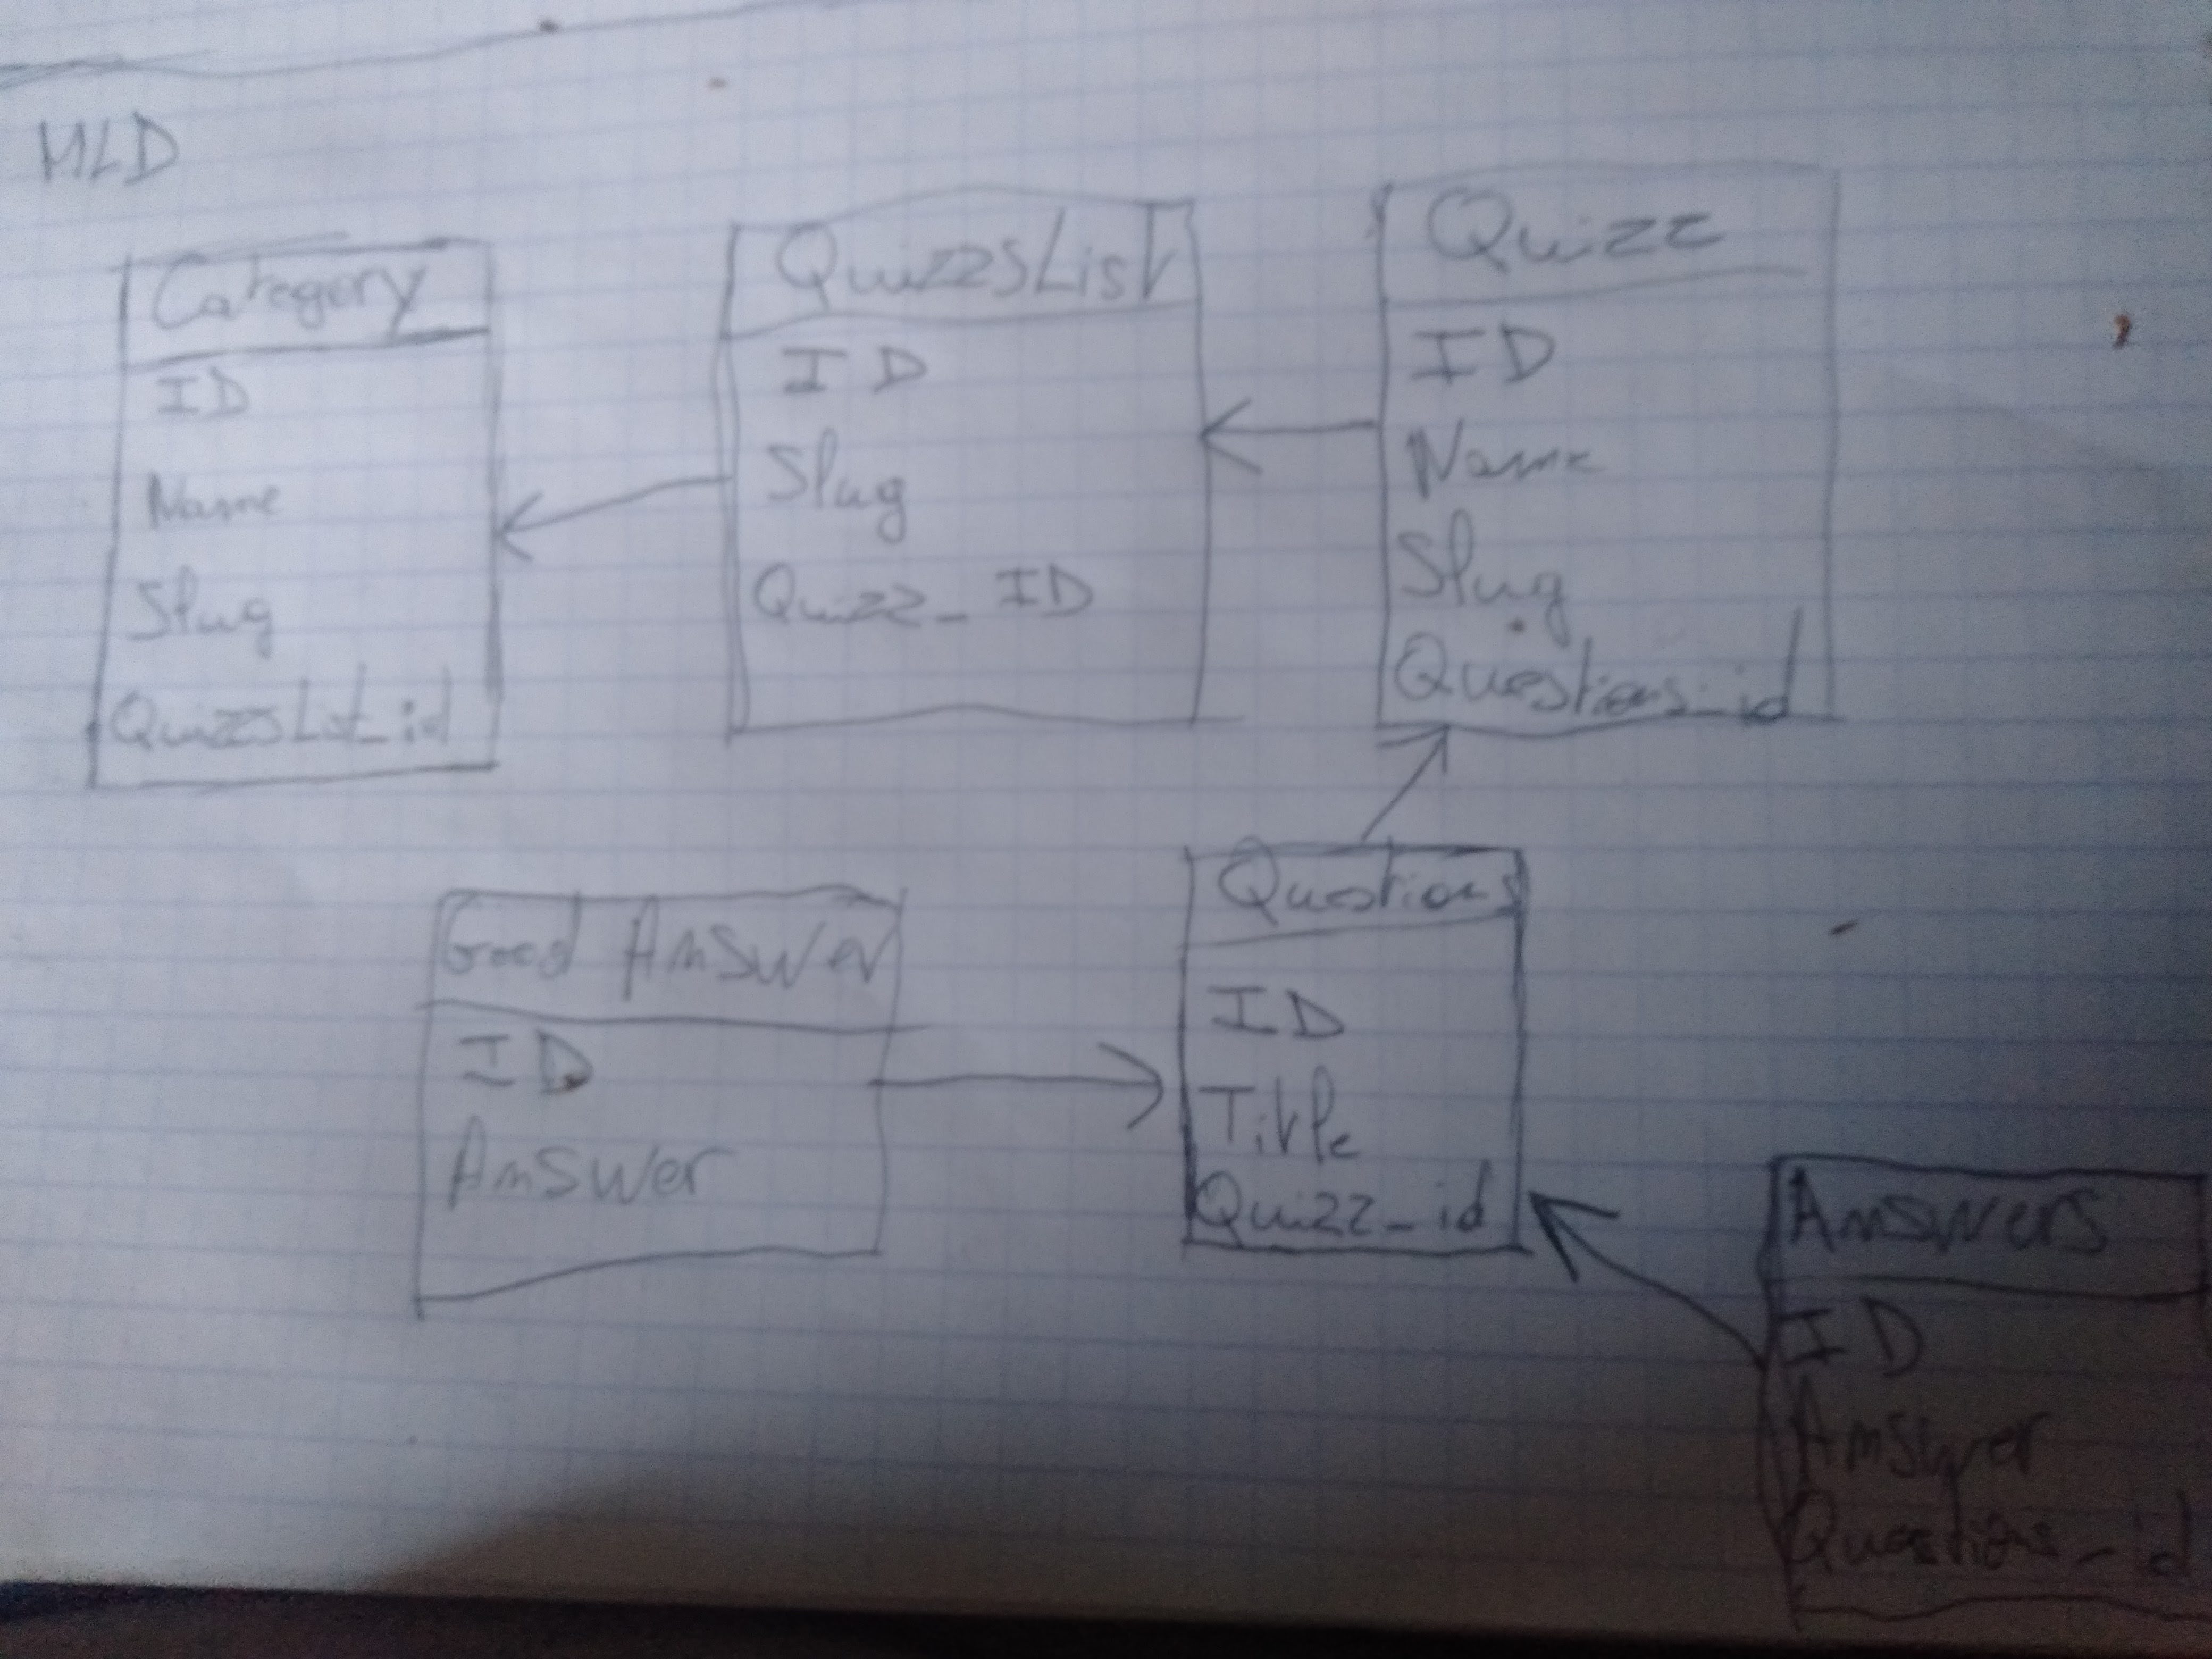 MLD
Category
ID
Name
Slug
QuizzsList_id
QuizzsList
ID
Slug
Quizz_ID
Quizz
ID
Name
Slug
Questions_id
Good Answer
ID
Answer
Questions
ID
Title
Quizz_id
Answers
ID
Answer
Questions_id